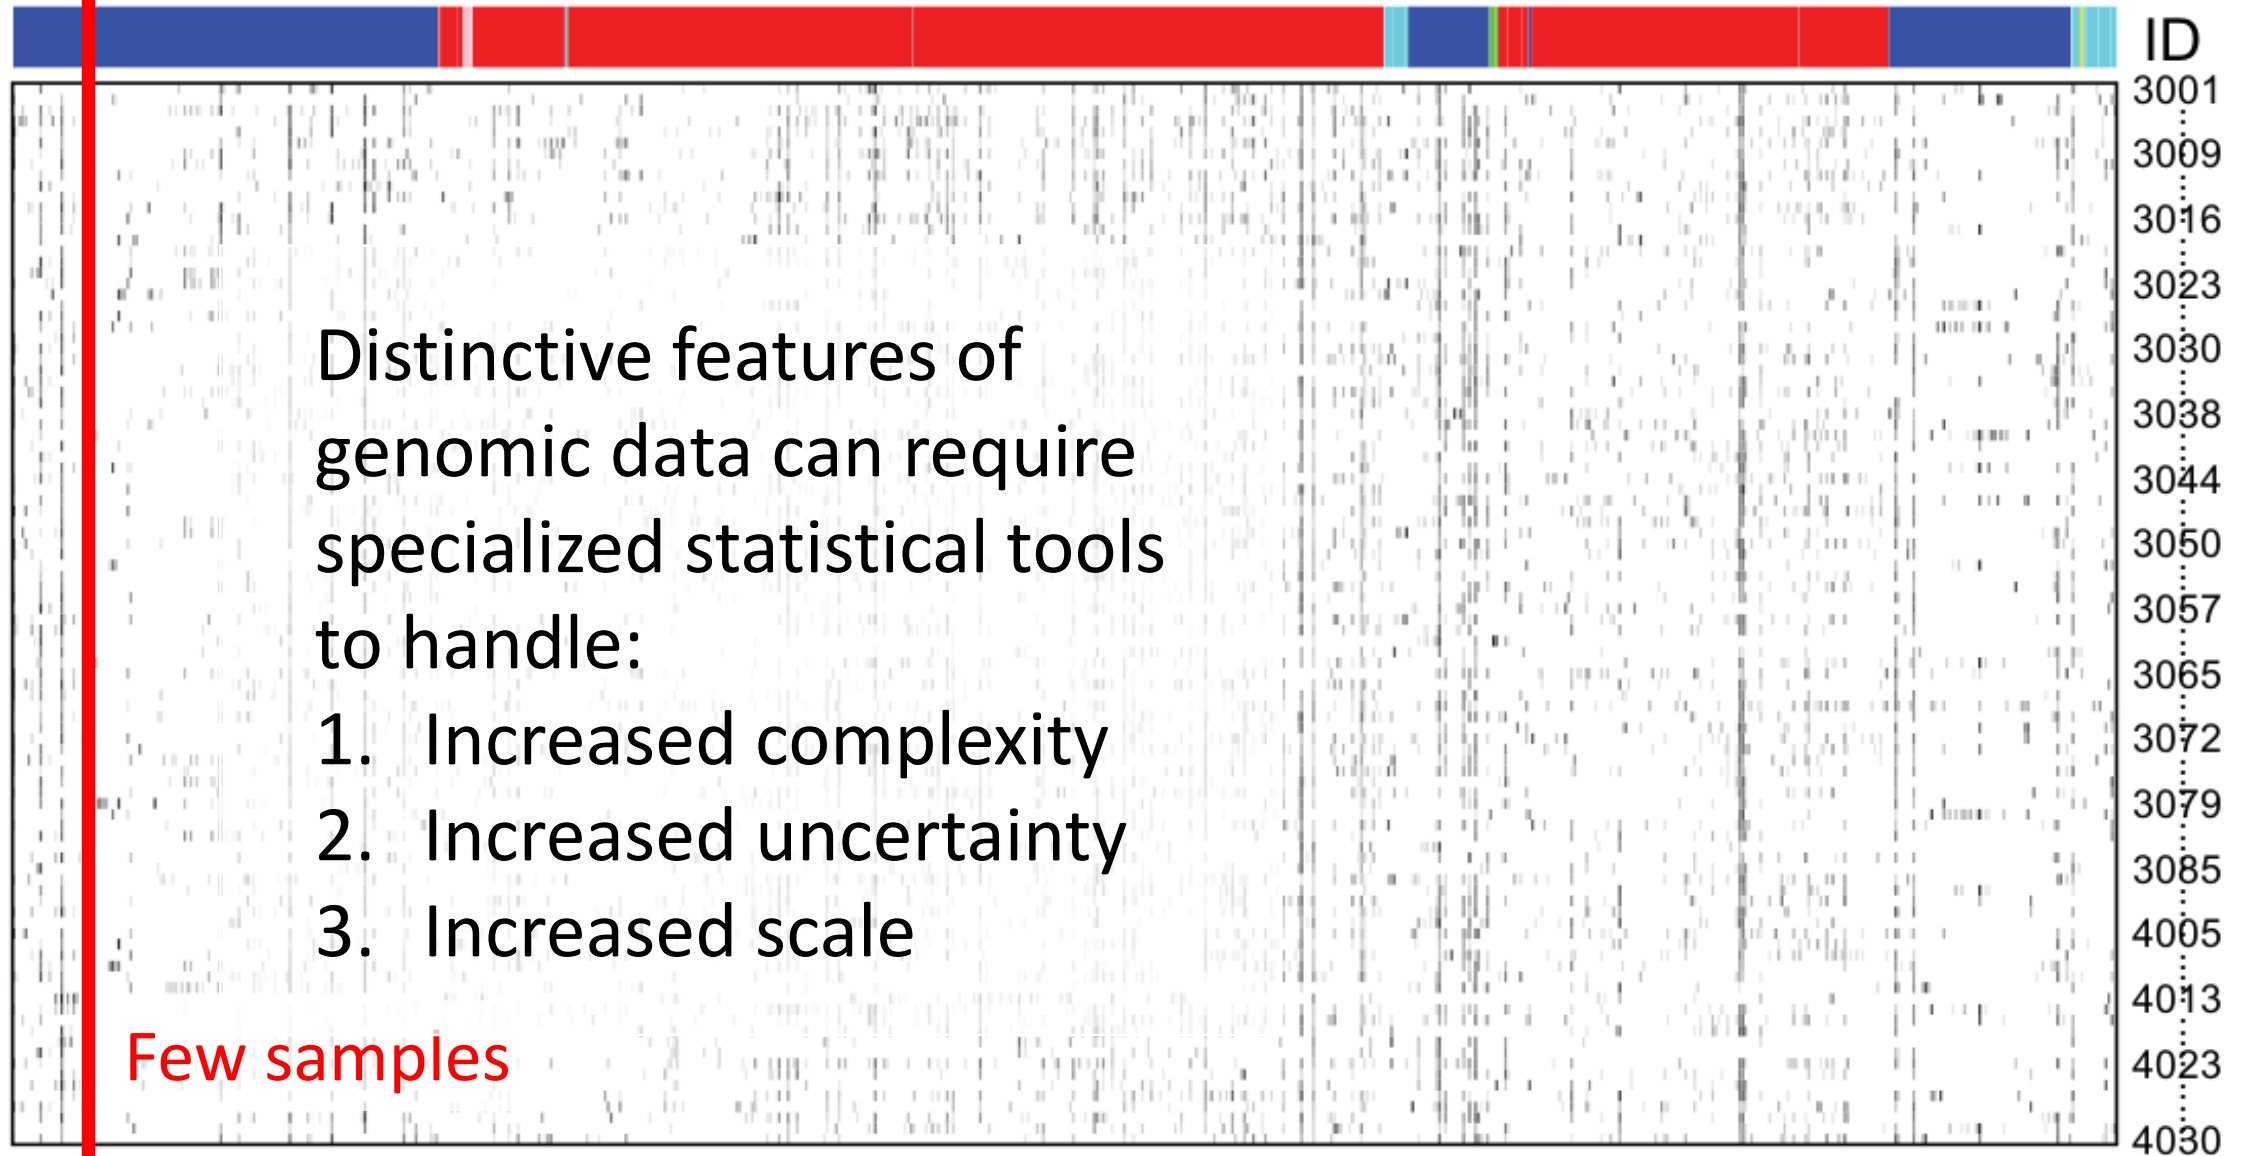 ID
3001
3009
3016
3023
3030
3038
3044
3050
3057
3065
3072
3079
3085
4005
4013
4023
4030
Distinctive features of
genomic data can require
specialized statistical tools
to handle:
1. Increased complexity
2. Increased uncertainty
3. Increased scale
Few samples